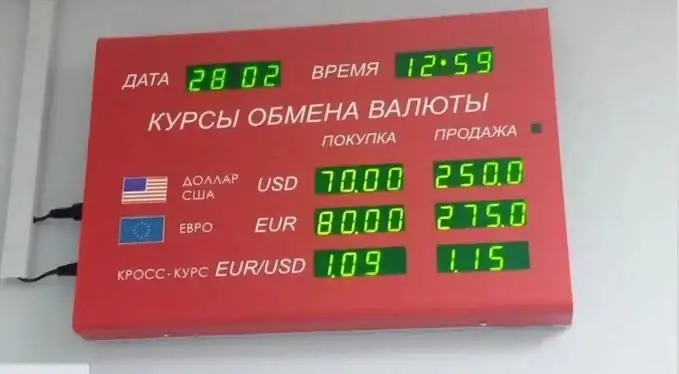 ДАТА 28 02 ВРЕМЯ 12:59
КУРСЫ ОБМЕНА ВАЛЮТЫ
ПОКУПКА ПРОДАЖА
ДОЛЛАР США USD 70.00 250.0
ЕВРО EUR 80.00 275.0
КРОСС-КУРС EUR/USD 1.09 1.15